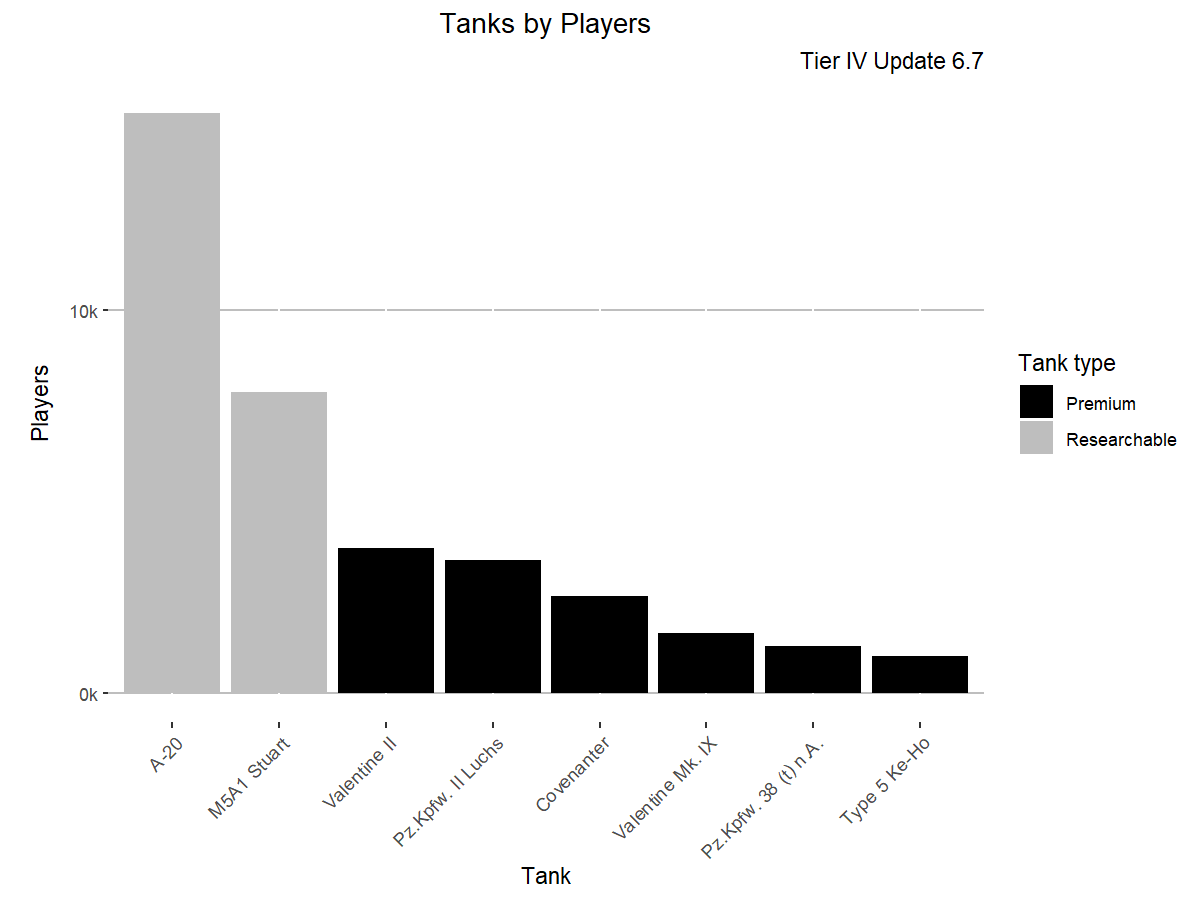 Tanks by Players
Tier IV Update 6.7
10k
0k
Players
A-20
M5A1 Stuart
Valentine II
Pz.Kpfw. II Luchs
Covenanter
Valentine Mk. IX
Pz.Kpfw. 38 (t) n A.
Type 5 Ke-Ho
Tank
Tank type
Premium
Researchable